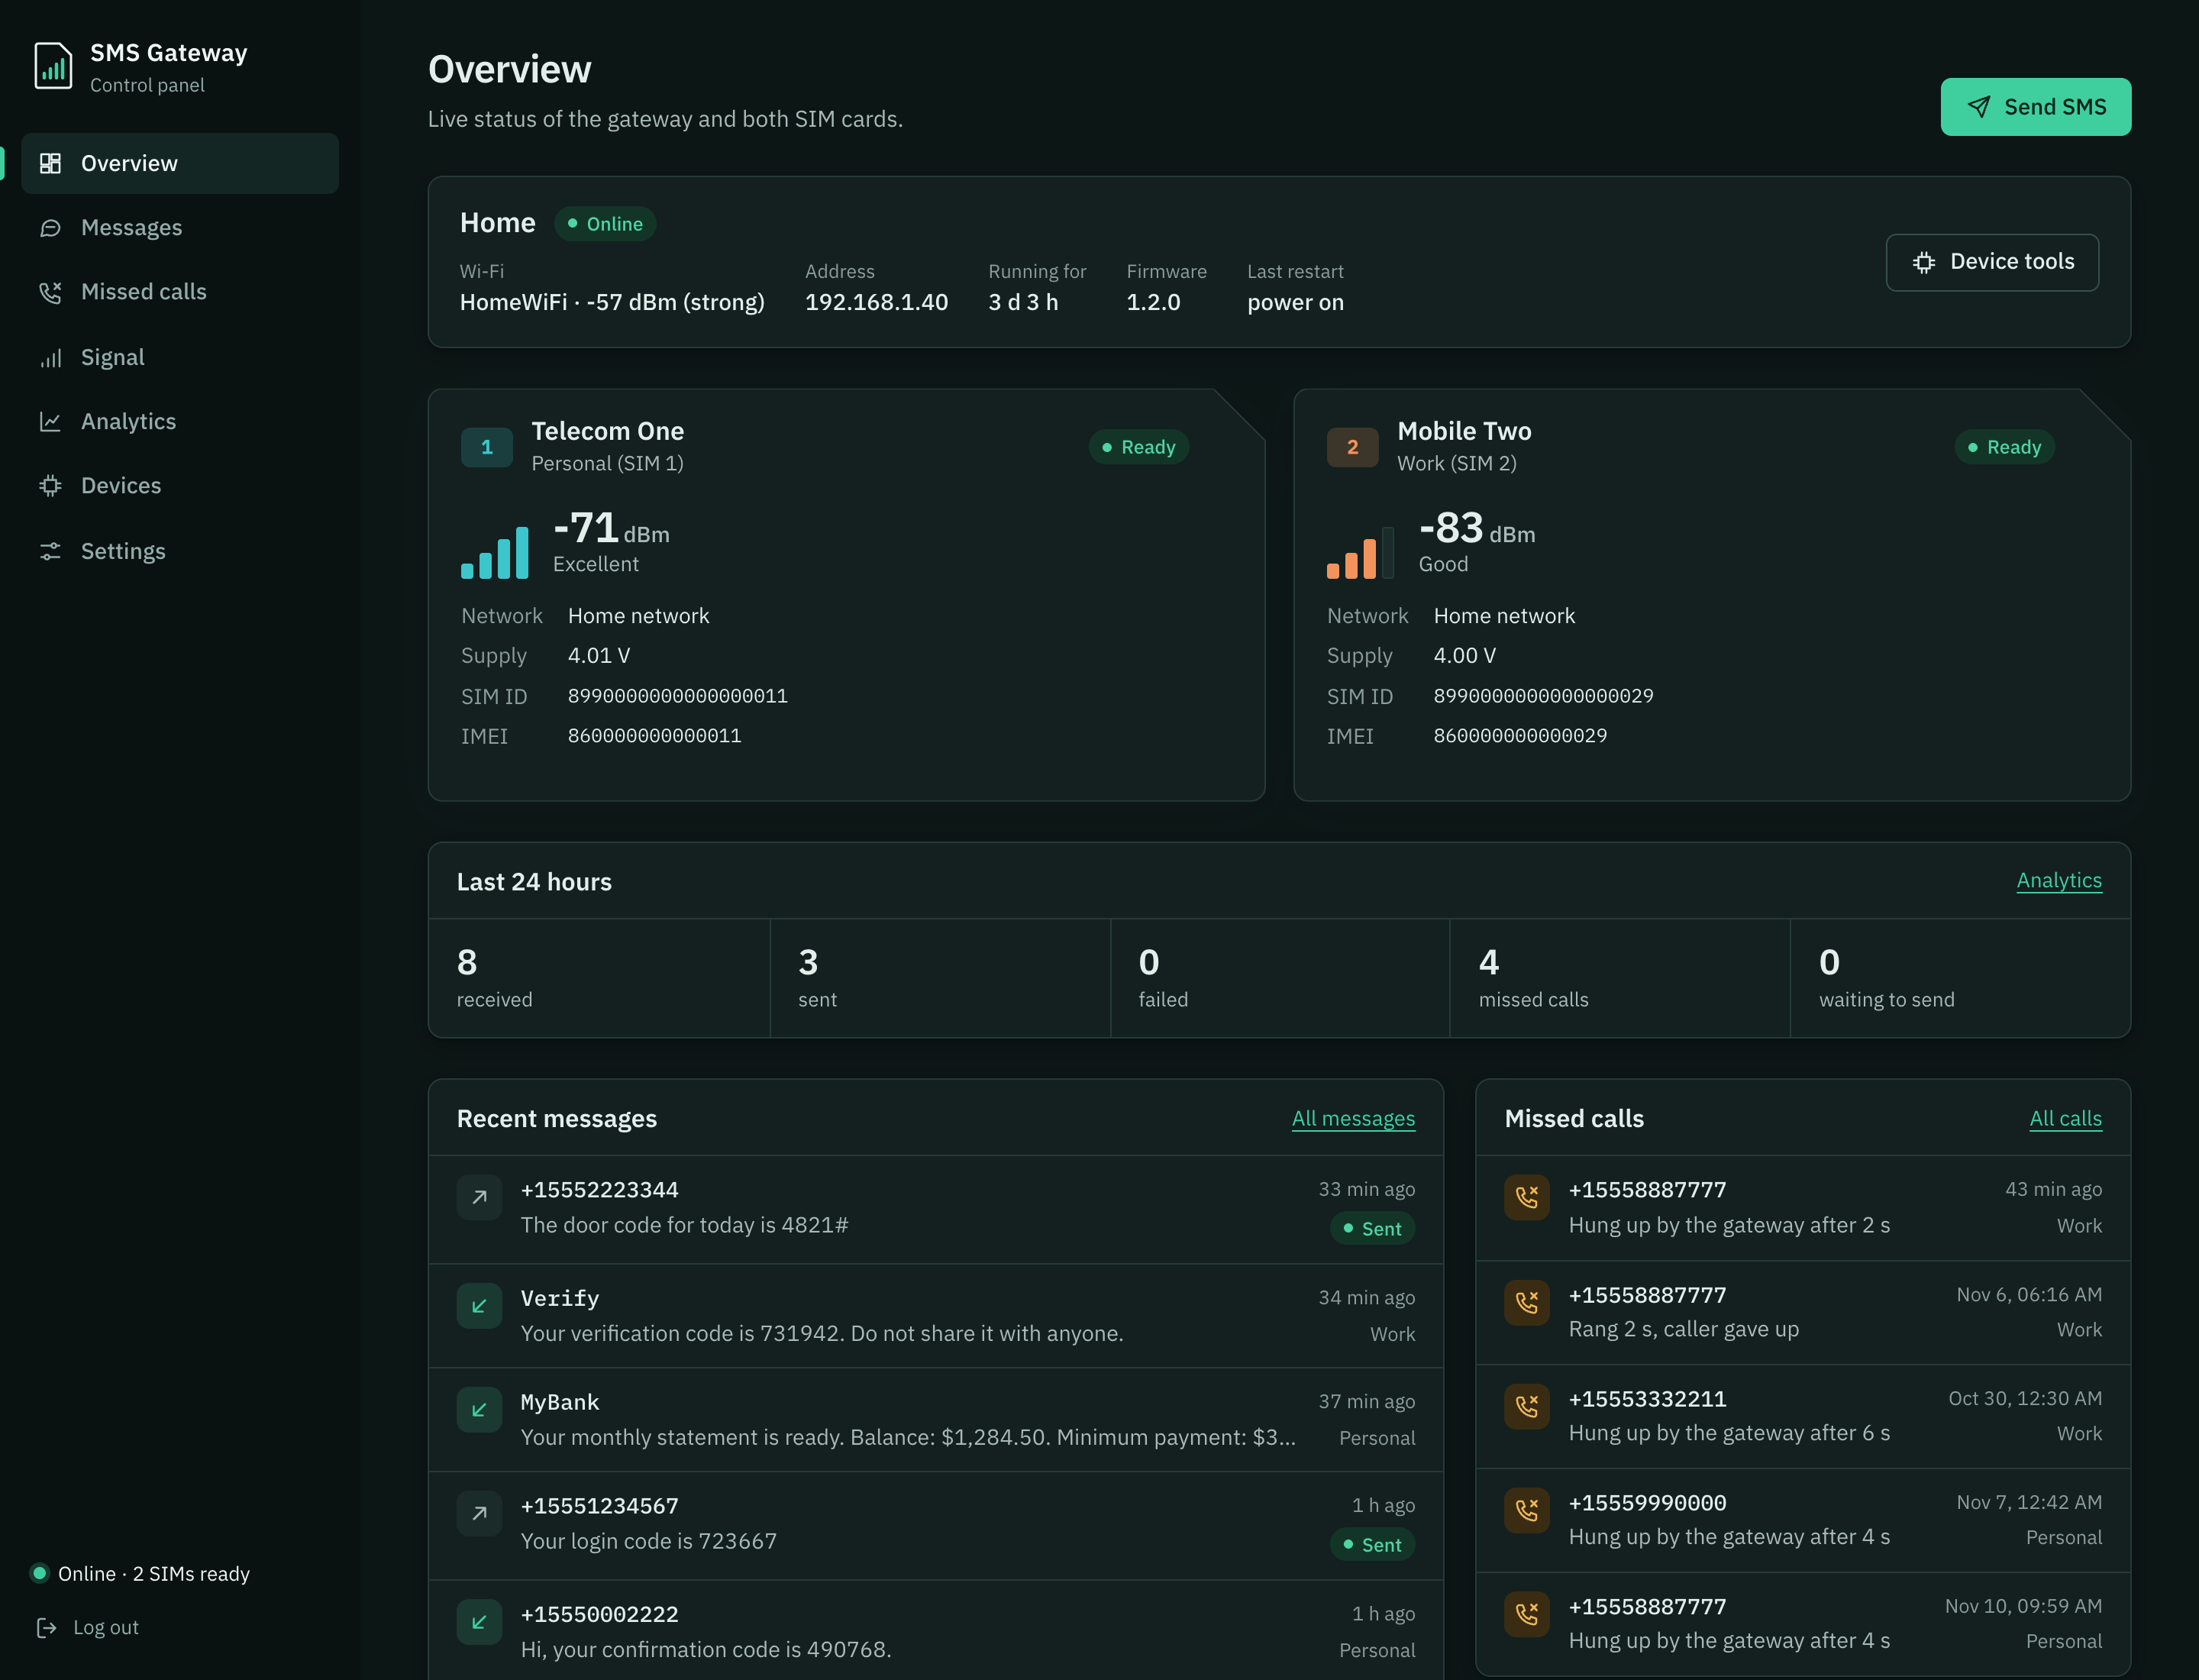 SMS Gateway
Control panel
Overview
Messages
Missed calls
Signal
Analytics
Devices
Settings
Online · 2 SIMs ready
Log out
Overview
Live status of the gateway and both SIM cards.
Send SMS
Home
Online
Wi-Fi
HomeWiFi · -57 dBm (strong)
Address
192.168.1.40
Running for
3 d 3 h
Firmware
1.2.0
Last restart
power on
Device tools
1
Telecom One
Personal (SIM 1)
Ready
-71 dBm
Excellent
Network Home network
Supply 4.01 V
SIM ID 8990000000000000011
IMEI 860000000000011
2
Mobile Two
Work (SIM 2)
Ready
-83 dBm
Good
Network Home network
Supply 4.00 V
SIM ID 8990000000000000029
IMEI 860000000000029
Last 24 hours
Analytics
8
received
3
sent
0
failed
4
missed calls
0
waiting to send
Recent messages
All messages
+15552223344
33 min ago
The door code for today is 4821#
Sent
Verify
34 min ago
Your verification code is 731942. Do not share it with anyone.
Work
MyBank
37 min ago
Your monthly statement is ready. Balance: $1,284.50. Minimum payment: $3...
Personal
+15551234567
1 h ago
Your login code is 723667
Sent
+15550002222
1 h ago
Hi, your confirmation code is 490768.
Personal
Missed calls
All calls
+15558887777
43 min ago
Hung up by the gateway after 2 s
Work
+15558887777
Nov 6, 06:16 AM
Rang 2 s, caller gave up
Work
+15553332211
Oct 30, 12:30 AM
Hung up by the gateway after 6 s
Work
+15559990000
Nov 7, 12:42 AM
Hung up by the gateway after 4 s
Personal
+15558887777
Nov 10, 09:59 AM
Hung up by the gateway after 4 s
Personal